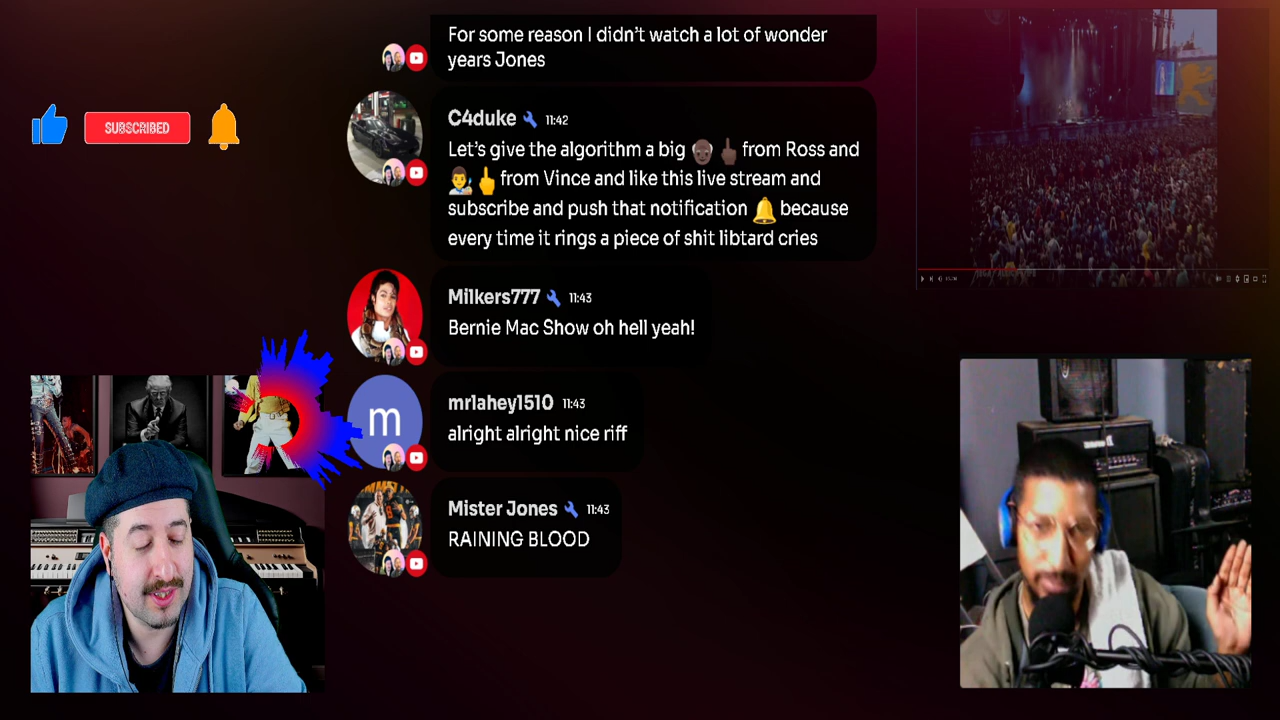 For some reason I didn't watch a lot of wonder
years Jones
SUBSCRIBED
C4duke 11:42
Let's give the algorithm a big 👴🏿🖕🏿 from Ross and
👨‍🎨🖕 from Vince and like this live stream and
subscribe and push that notification 🔔 because
every time it rings a piece of shit libtard cries
Milkers777 11:43
Bernie Mac Show oh hell yeah!
m
mrlahey1510 11:43
alright alright nice riff
Mister Jones 11:43
RAINING BLOOD